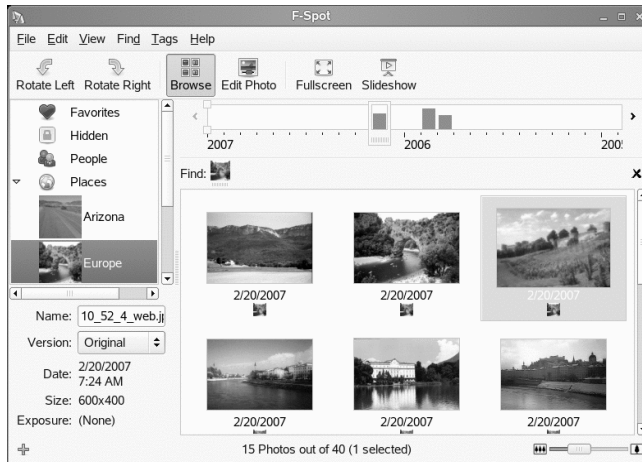 F-Spot
File Edit View Find Tags Help
Rotate Left Rotate Right Browse Edit Photo Fullscreen Slideshow
Favorites
Hidden
People
Places
Arizona
Europe
2007 2006 200
Find:
2/20/2007 2/20/2007 2/20/2007
2/20/2007 2/20/2007 2/20/2007
Name: 10_52_4_web.jp
Version: Original
Date: 2/20/2007
7:24 AM
Size: 600x400
Exposure: (None)
15 Photos out of 40 (1 selected)